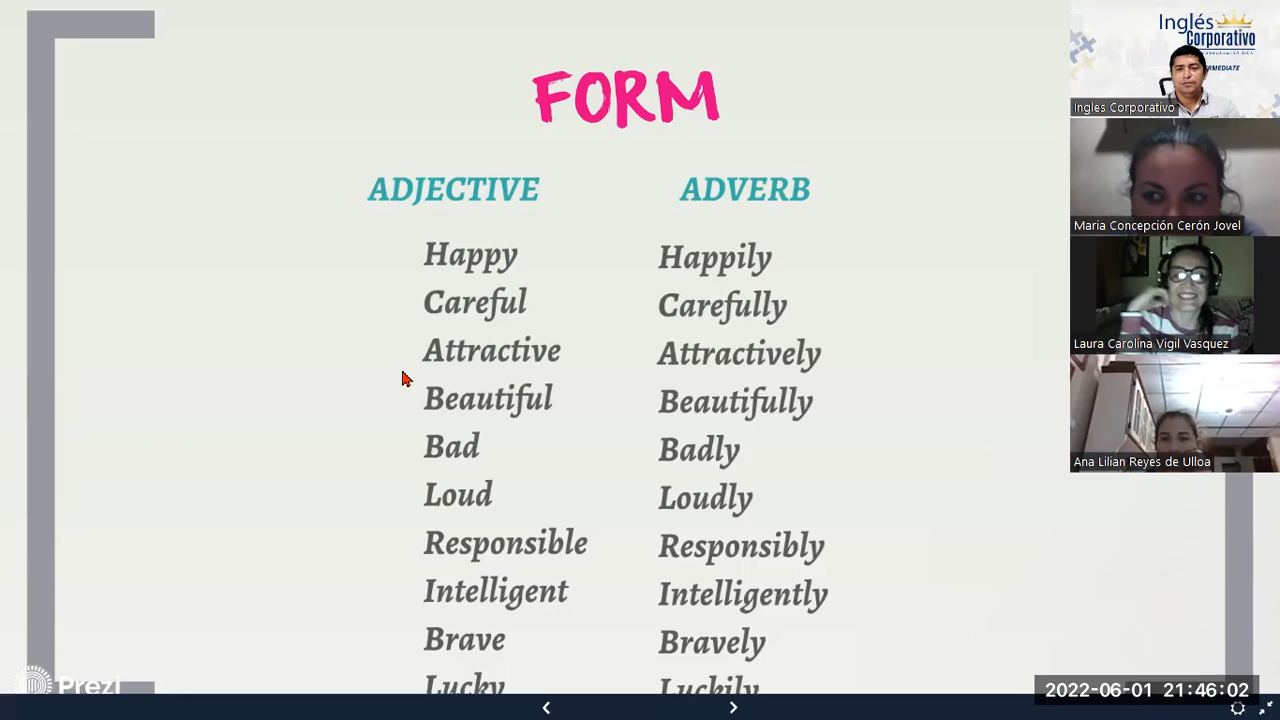 FORM
ADJECTIVE ADVERB
Happy Happily
Careful Carefully
Attractive Attractively
Beautiful Beautifully
Bad Badly
Loud Loudly
Responsible Responsibly
Intelligent Intelligently
Brave Bravely
Lucky Luckily
Prezi
Inglés
Corporativo
Ingles Corporativo
Maria Concepción Cerón Jovel
Laura Carolina Vigil Vasquez
Ana Lilian Reyes de Ulloa
2022-06-01 21:46:02